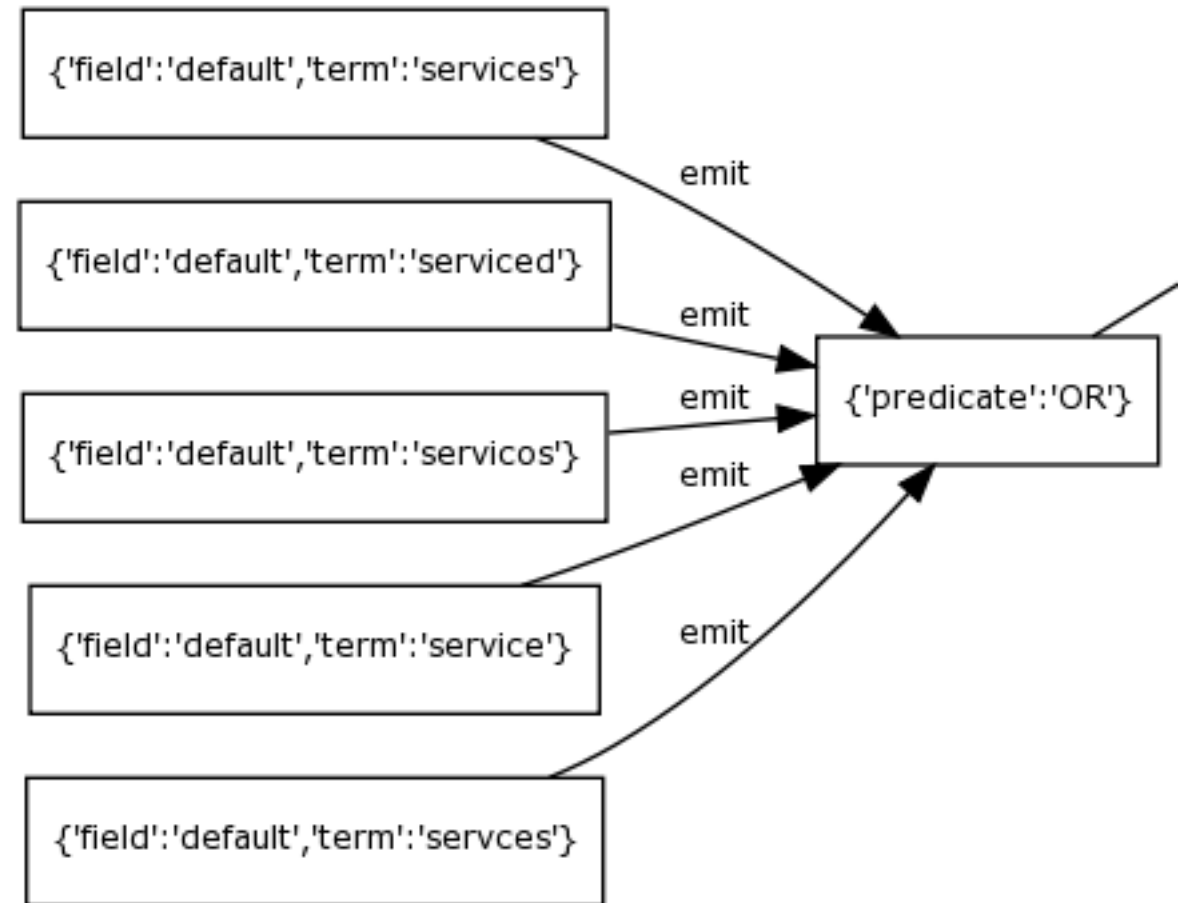 {'field':'default','term':'services'}
emit
{'field':'default','term':'serviced'}
emit
{'predicate':'OR'}
emit
{'field':'default','term':'servicos'}
emit
{'field':'default','term':'service'}
emit
{'field':'default','term':'servces'}